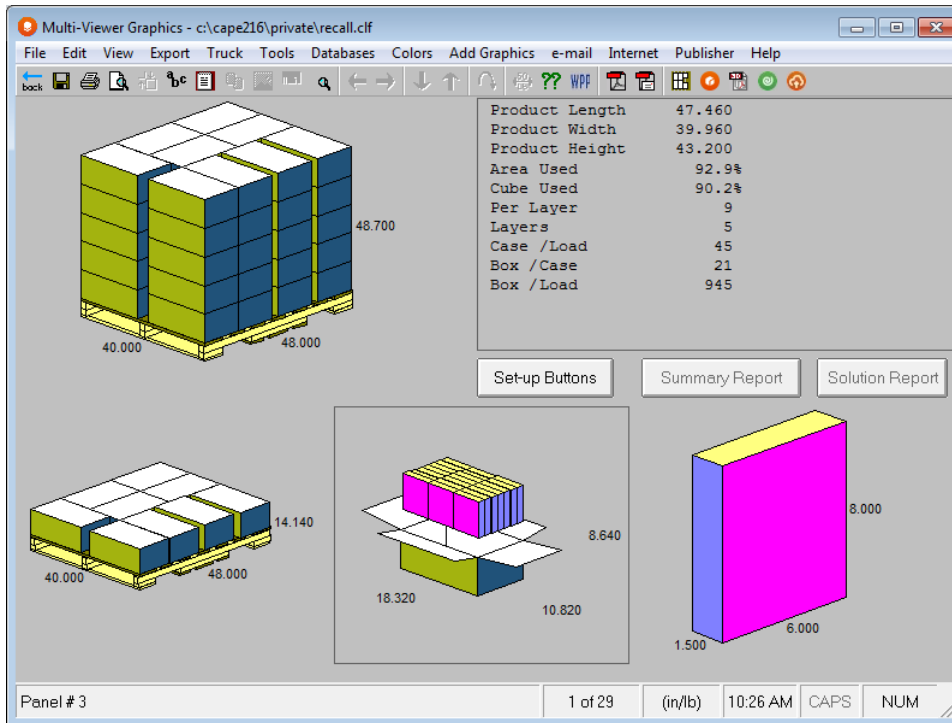 Multi-Viewer Graphics - c:\cape216\private\recall.clf
File Edit View Export Truck Tools Databases Colors Add Graphics e-mail Internet Publisher Help
back abc ?? WPF
Product Length 47.460
Product Width 39.960
Product Height 43.200
Area Used 92.9%
Cube Used 90.2%
Per Layer 9
Layers 5
Case /Load 45
Box /Case 21
Box /Load 945
48.700
40.000 48.000
Set-up Buttons Summary Report Solution Report
14.140
40.000 48.000
8.640
18.320 10.820
8.000
1.500 6.000
Panel # 3 1 of 29 (in/lb) 10:26 AM CAPS NUM